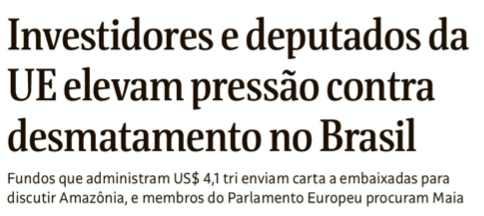 Investidores e deputados da
UE elevam pressão contra
desmatamento no Brasil
Fundos que administram US$ 4,1 tri enviam carta a embaixadas para
discutir Amazônia, e membros do Parlamento Europeu procuram Maia